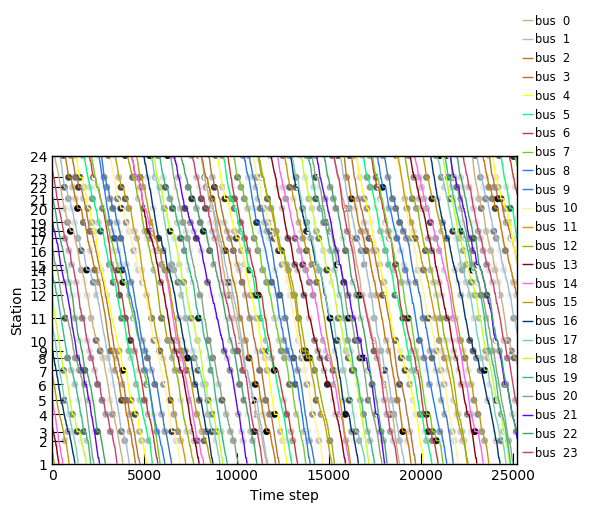 bus 0
bus 1
bus 2
bus 3
bus 4
bus 5
bus 6
bus 7
bus 8
bus 9
bus 10
bus 11
bus 12
bus 13
bus 14
bus 15
bus 16
bus 17
bus 18
bus 19
bus 20
bus 21
bus 22
bus 23
24
23
22
21
20
19
18
17
16
15
14
13
12
11
10
9
8
7
6
5
4
3
2
1
Station
0 5000 10000 15000 20000 25000
Time step